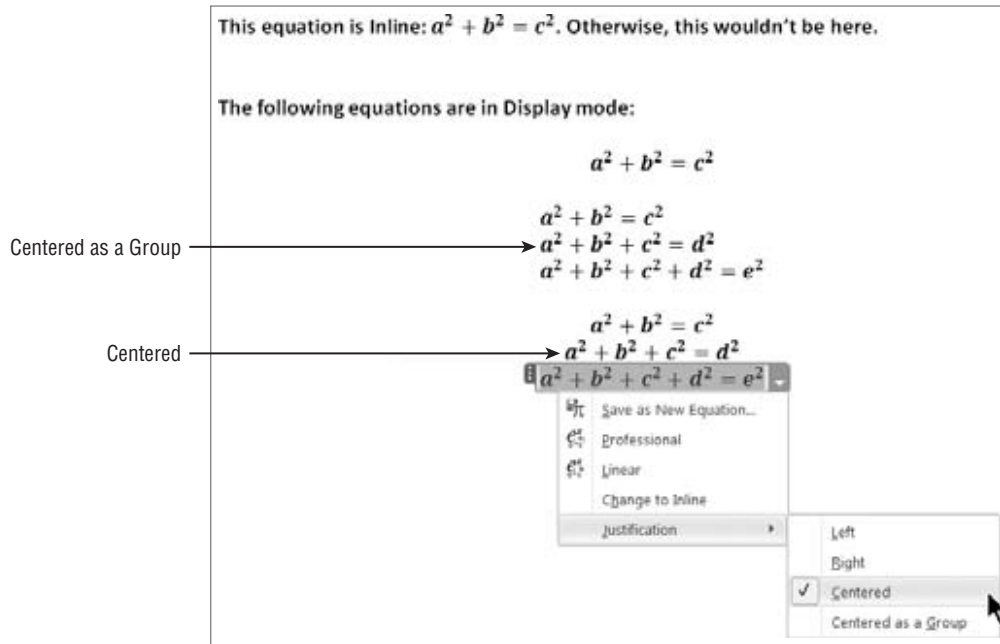 This equation is Inline: a² + b² = c². Otherwise, this wouldn't be here.
The following equations are in Display mode:
a² + b² = c²
a² + b² = c²
Centered as a Group
a² + b² + c² = d²
a² + b² + c² + d² = e²
a² + b² = c²
Centered
a² + b² + c² = d²
a² + b² + c² + d² = e²
Save as New Equation...
Professional
Linear
Change to Inline
Justification
Left
Right
Centered
Centered as a Group